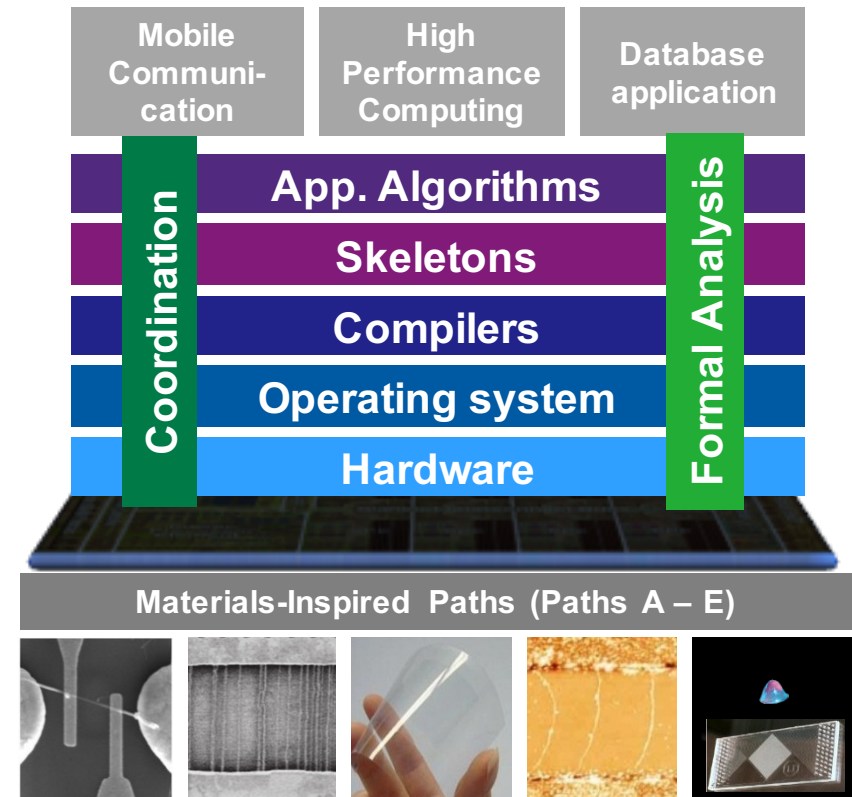 Mobile
Communi-
cation
High
Performance
Computing
Database
application
App. Algorithms
Skeletons
Compilers
Operating system
Hardware
Coordination
Formal Analysis
Materials-Inspired Paths (Paths A – E)